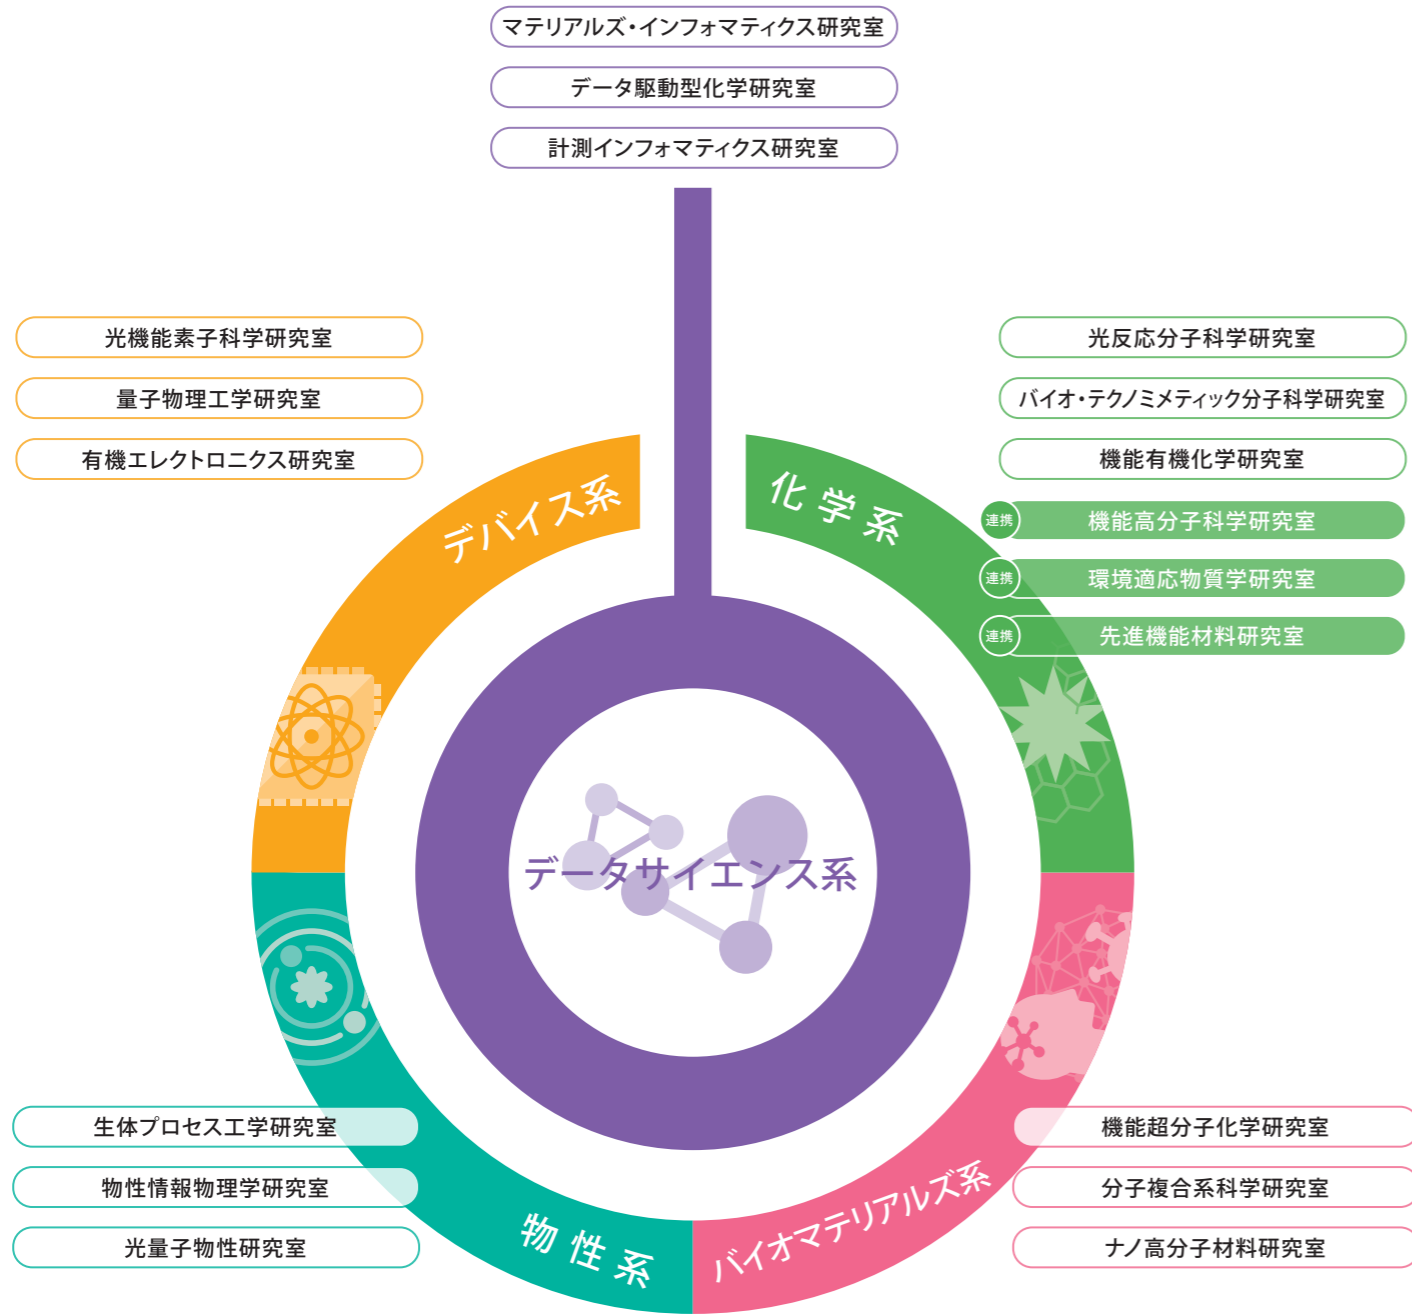 マテリアルズ・インフォマティクス研究室
データ駆動型化学研究室
計測インフォマティクス研究室
光機能素子科学研究室
量子物理工学研究室
有機エレクトロニクス研究室
デバイス系
化学系
光反応分子科学研究室
バイオ・テクノミメティック分子科学研究室
機能有機化学研究室
連携 機能高分子科学研究室
連携 環境適応物質学研究室
連携 先進機能材料研究室
データサイエンス系
生体プロセス工学研究室
物性情報物理学研究室
光量子物性研究室
物性系
バイオマテリアルズ系
機能超分子化学研究室
分子複合系科学研究室
ナノ高分子材料研究室